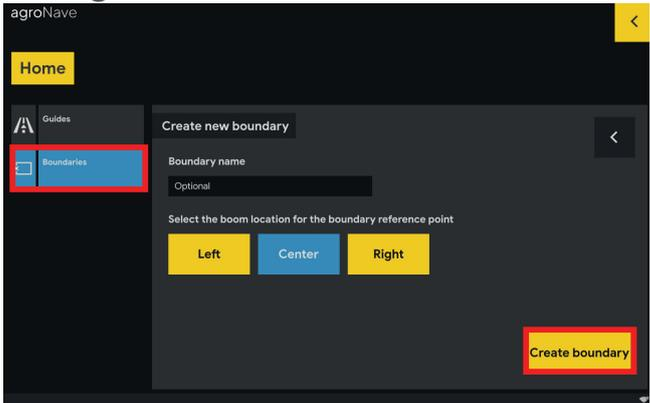 agroNave
Home
Guides
Boundaries
Create new boundary
Boundary name
Optional
Select the boom location for the boundary reference point
Left Center Right
Create boundary